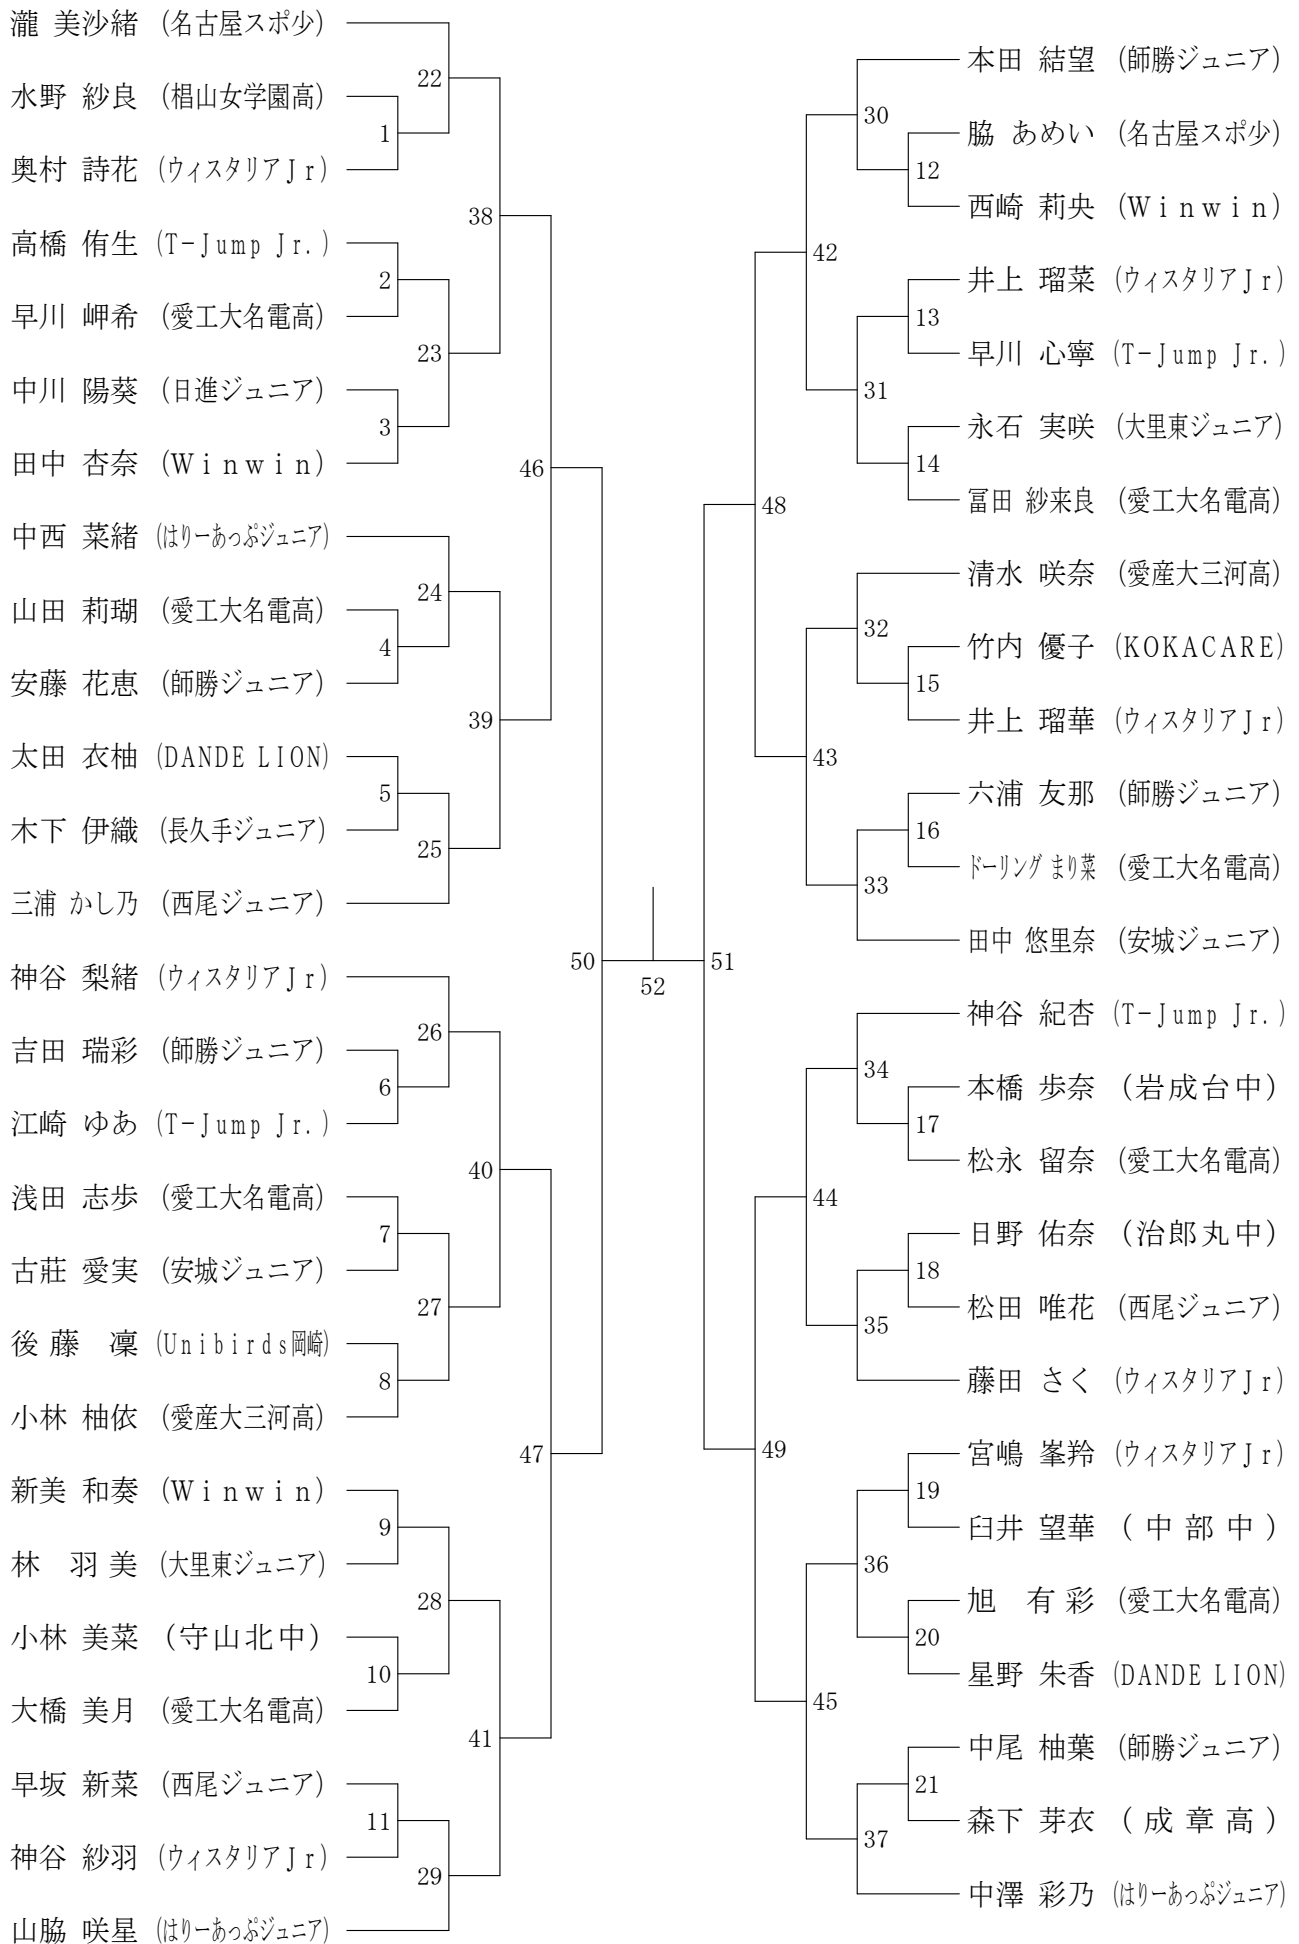 瀧 美沙緒 (名古屋スポ少)
22
水野 紗良 (椙山女学園高)
1
奥村 詩花 (ウィスタリアJr)
38
高橋 侑生 (T-Jump Jr.)
2
早川 岬希 (愛工大名電高)
23
中川 陽葵 (日進ジュニア)
3
田中 杏奈 (Winwin)
46
中西 菜緒 (はりーあっぷジュニア)
24
山田 莉瑚 (愛工大名電高)
4
安藤 花恵 (師勝ジュニア)
39
太田 衣柚 (DANDE LION)
5
木下 伊織 (長久手ジュニア)
25
三浦 かし乃 (西尾ジュニア)
50
神谷 梨緒 (ウィスタリアJr)
26
吉田 瑞彩 (師勝ジュニア)
6
江崎 ゆあ (T-Jump Jr.)
40
浅田 志歩 (愛工大名電高)
7
古莊 愛実 (安城ジュニア)
27
後藤 凜 (Unibirds岡崎)
8
小林 柚依 (愛産大三河高)
47
新美 和奏 (Winwin)
9
林 羽美 (大里東ジュニア)
28
小林 美菜 (守山北中)
10
大橋 美月 (愛工大名電高)
41
早坂 新菜 (西尾ジュニア)
11
神谷 紗羽 (ウィスタリアJr)
29
山脇 咲星 (はりーあっぷジュニア)
52
本田 結望 (師勝ジュニア)
30
脇 あめい (名古屋スポ少)
12
西崎 莉央 (Winwin)
42
井上 瑠菜 (ウィスタリアJr)
13
早川 心寧 (T-Jump Jr.)
31
永石 実咲 (大里東ジュニア)
14
冨田 紗来良 (愛工大名電高)
48
清水 咲奈 (愛産大三河高)
32
竹内 優子 (KOKACARE)
15
井上 瑠華 (ウィスタリアJr)
43
六浦 友那 (師勝ジュニア)
16
ドーリング まり菜 (愛工大名電高)
33
田中 悠里奈 (安城ジュニア)
51
神谷 紀杏 (T-Jump Jr.)
34
本橋 歩奈 (岩成台中)
17
松永 留奈 (愛工大名電高)
44
日野 佑奈 (治郎丸中)
18
松田 唯花 (西尾ジュニア)
35
藤田 さく (ウィスタリアJr)
49
宮嶋 峯羚 (ウィスタリアJr)
19
臼井 望華 (中部中)
36
旭 有彩 (愛工大名電高)
20
星野 朱香 (DANDE LION)
45
中尾 柚葉 (師勝ジュニア)
21
森下 芽衣 (成章高)
37
中澤 彩乃 (はりーあっぷジュニア)